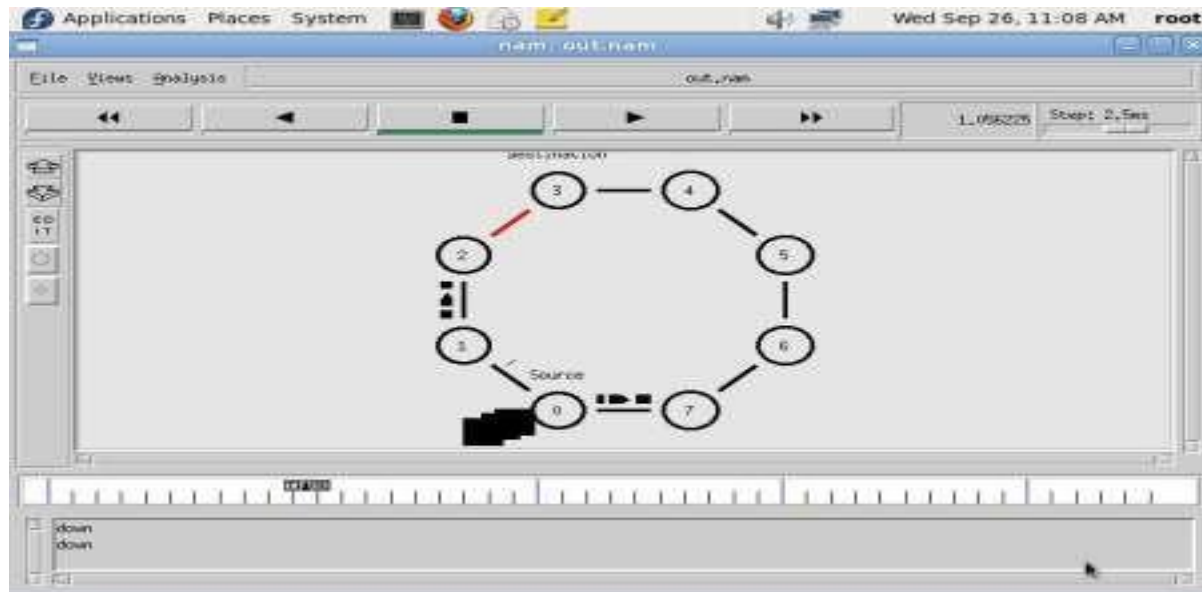 Applications Places System Wed Sep 26, 11:08 AM root
nam: out.nam
File Views Analysis out.nam
1.056225 Step: 2.5ms
3
4
2
5
1
6
Source
0
7
down
down